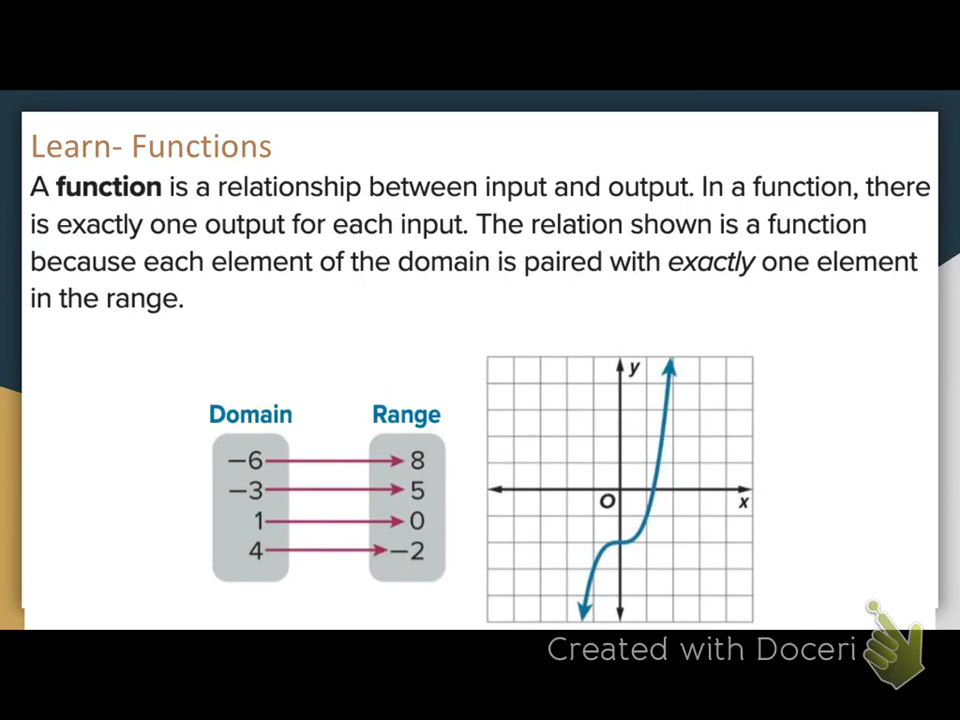 Learn- Functions
A function is a relationship between input and output. In a function, there
is exactly one output for each input. The relation shown is a function
because each element of the domain is paired with exactly one element
in the range.
Domain Range
−6 8
−3 5
1 0
4 −2
y
O
x
Created with Doceri